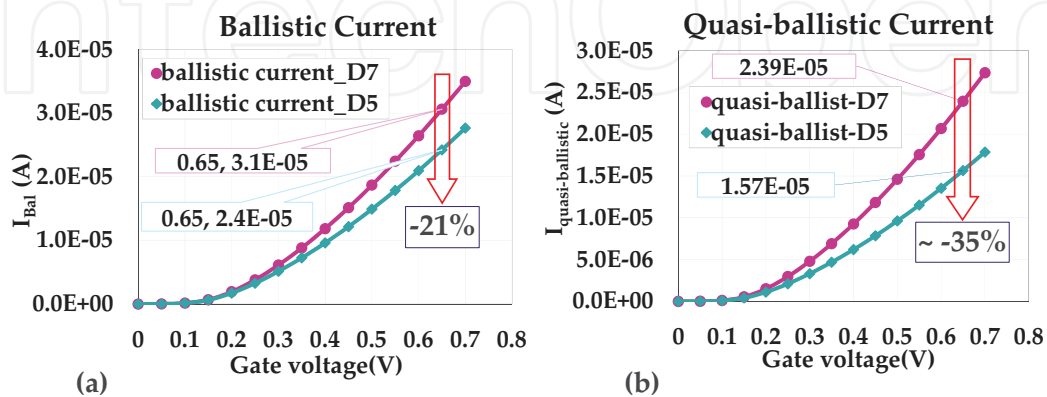 Ballistic Current
4.0E-05
3.0E-05
2.0E-05
1.0E-05
0.0E+00
I_Bal (A)
ballistic current_D7
ballistic current_D5
0.65, 3.1E-05
0.65, 2.4E-05
-21%
0 0.1 0.2 0.3 0.4 0.5 0.6 0.7 0.8
Gate voltage(V)
(a)
Quasi-ballistic Current
3.0E-05
2.5E-05
2.0E-05
1.5E-05
1.0E-05
5.0E-06
0.0E+00
I_quasi-ballistic (A)
2.39E-05
quasi-ballist-D7
quasi-ballist-D5
1.57E-05
~ -35%
0 0.1 0.2 0.3 0.4 0.5 0.6 0.7 0.8
Gate voltage(V)
(b)